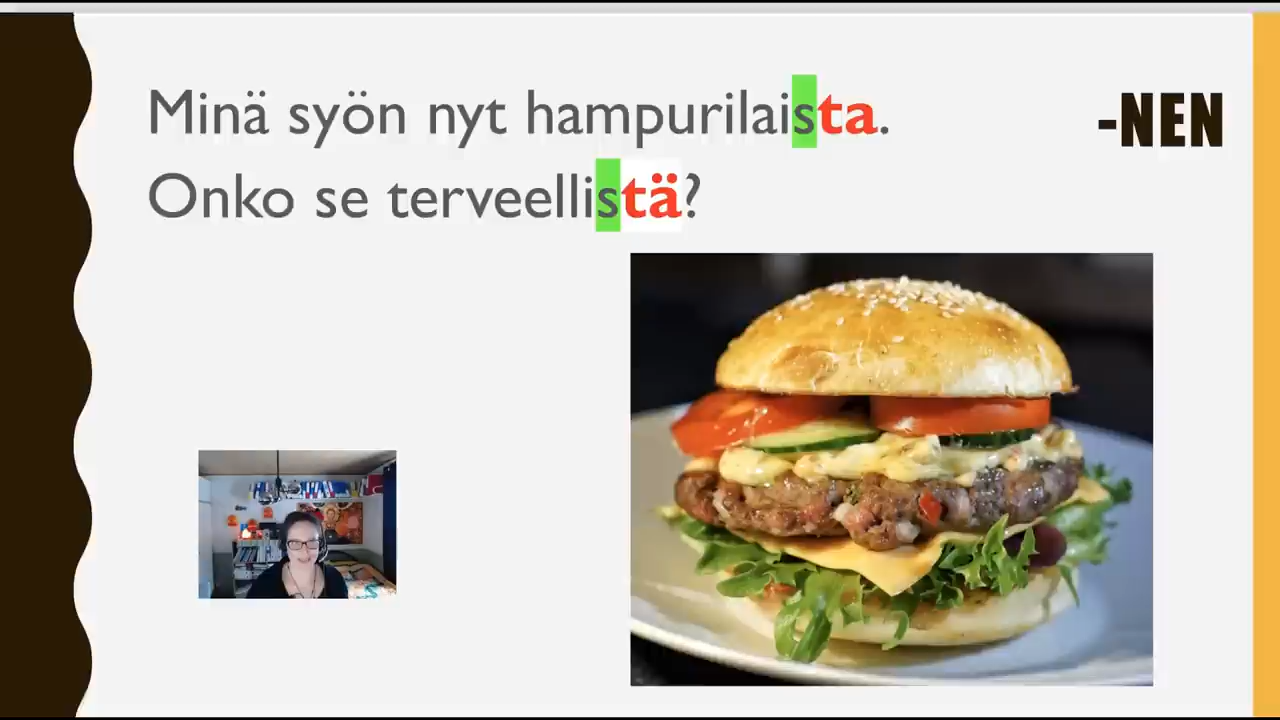 Minä syön nyt hampurilaista.
-NEN
Onko se terveellistä?